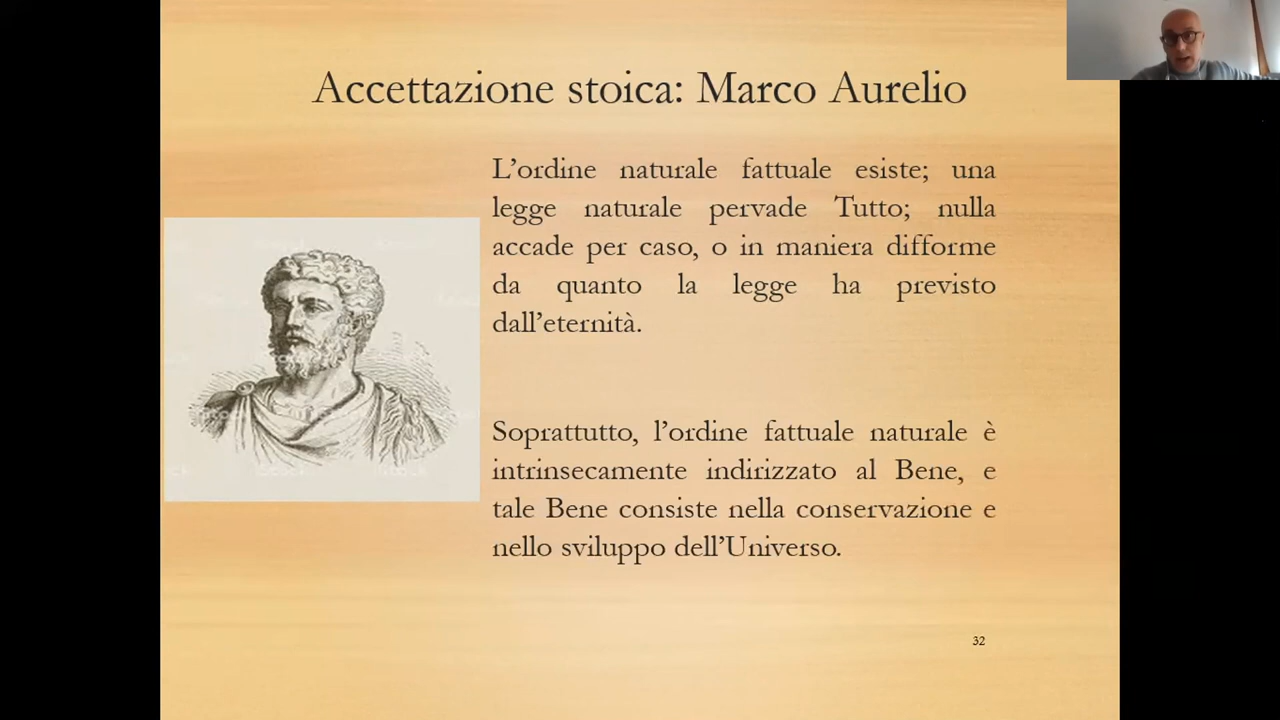 Accettazione stoica: Marco Aurelio
L’ordine naturale fattuale esiste; una
legge naturale pervade Tutto; nulla
accade per caso, o in maniera difforme
da quanto la legge ha previsto
dall’eternità.
Soprattutto, l’ordine fattuale naturale è
intrinsecamente indirizzato al Bene, e
tale Bene consiste nella conservazione e
nello sviluppo dell’Universo.
32